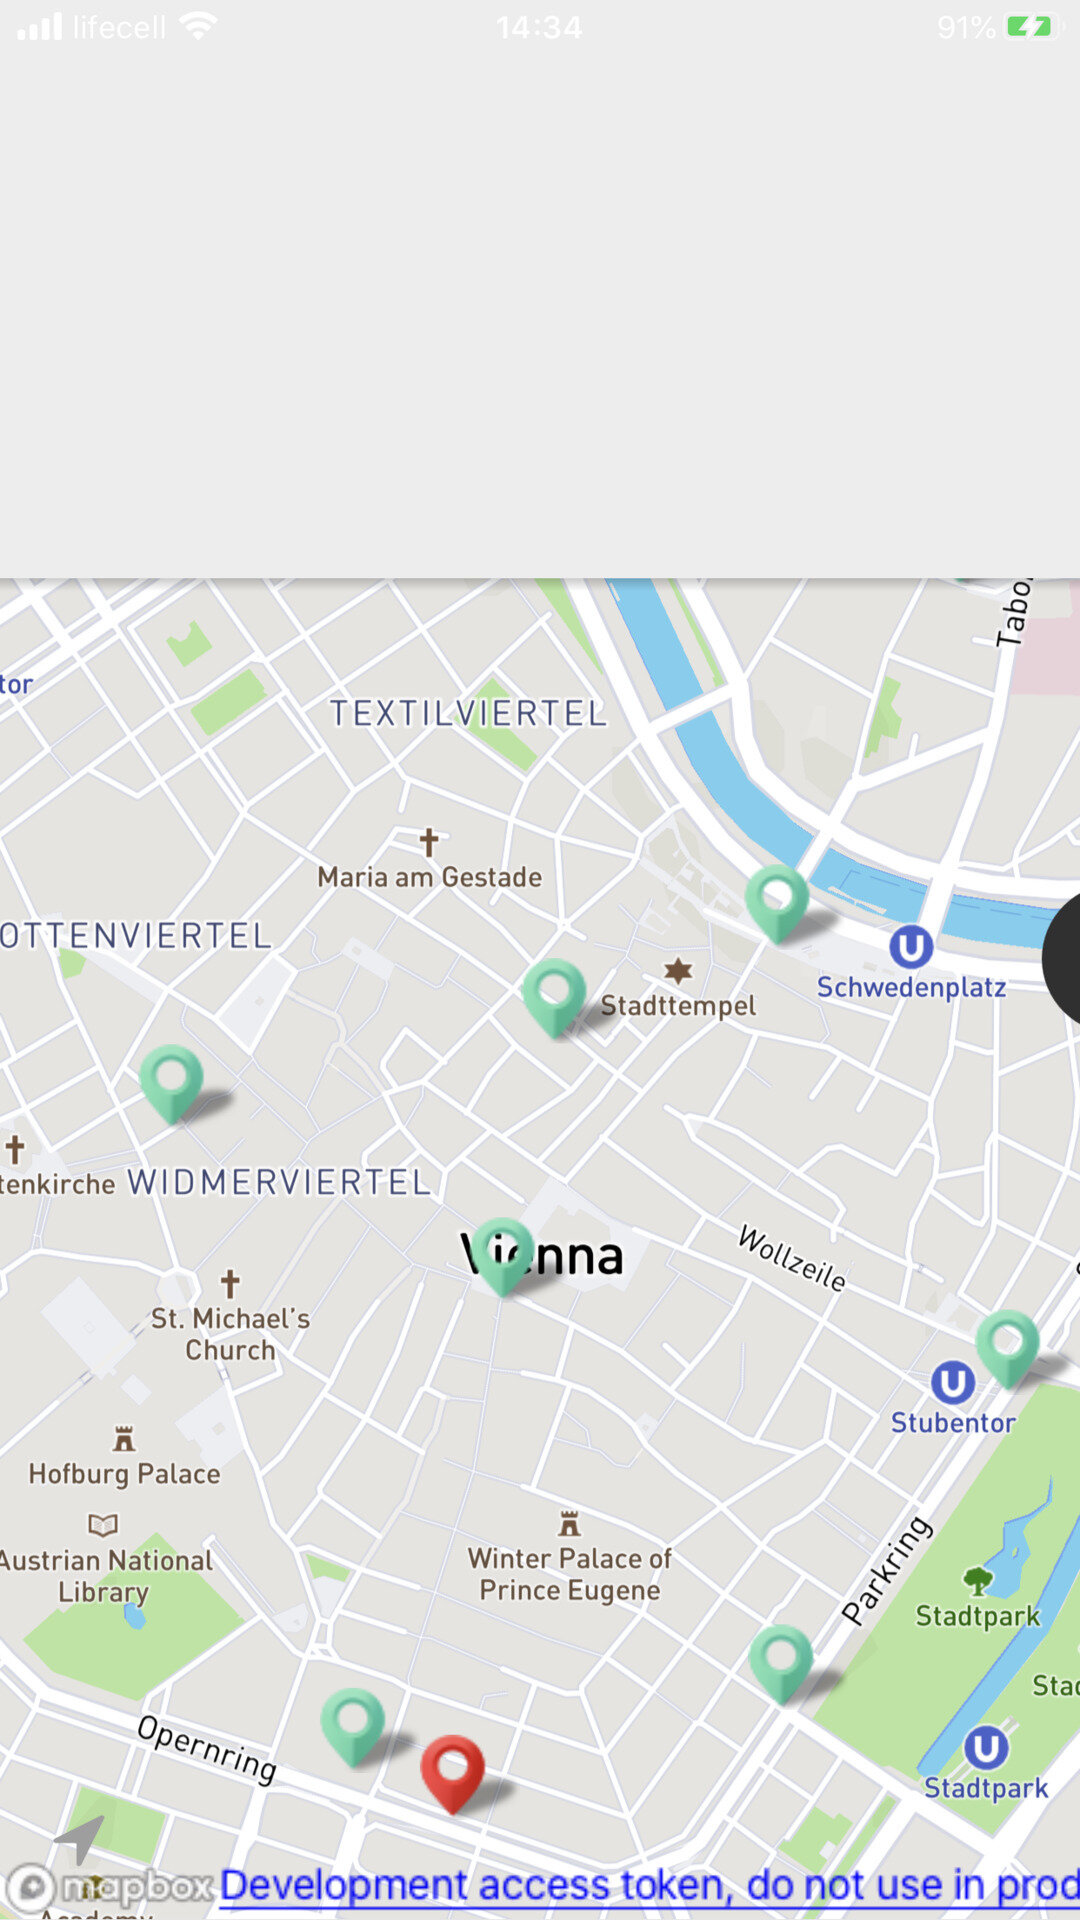 lifecell
14:34
91%
Tabo
tor
TEXTILVIERTEL
Maria am Gestade
OTTENVIERTEL
Schwedenplatz
Stadttempel
tenkirche
WIDMERVIERTEL
Vienna
Wollzeile
St. Michael's
Church
Stubentor
Hofburg Palace
Austrian National
Library
Winter Palace of
Prince Eugene
Parkring
Stadtpark
Stad
Opernring
Stadtpark
mapbox
Development access token, do not use in prod
Academy